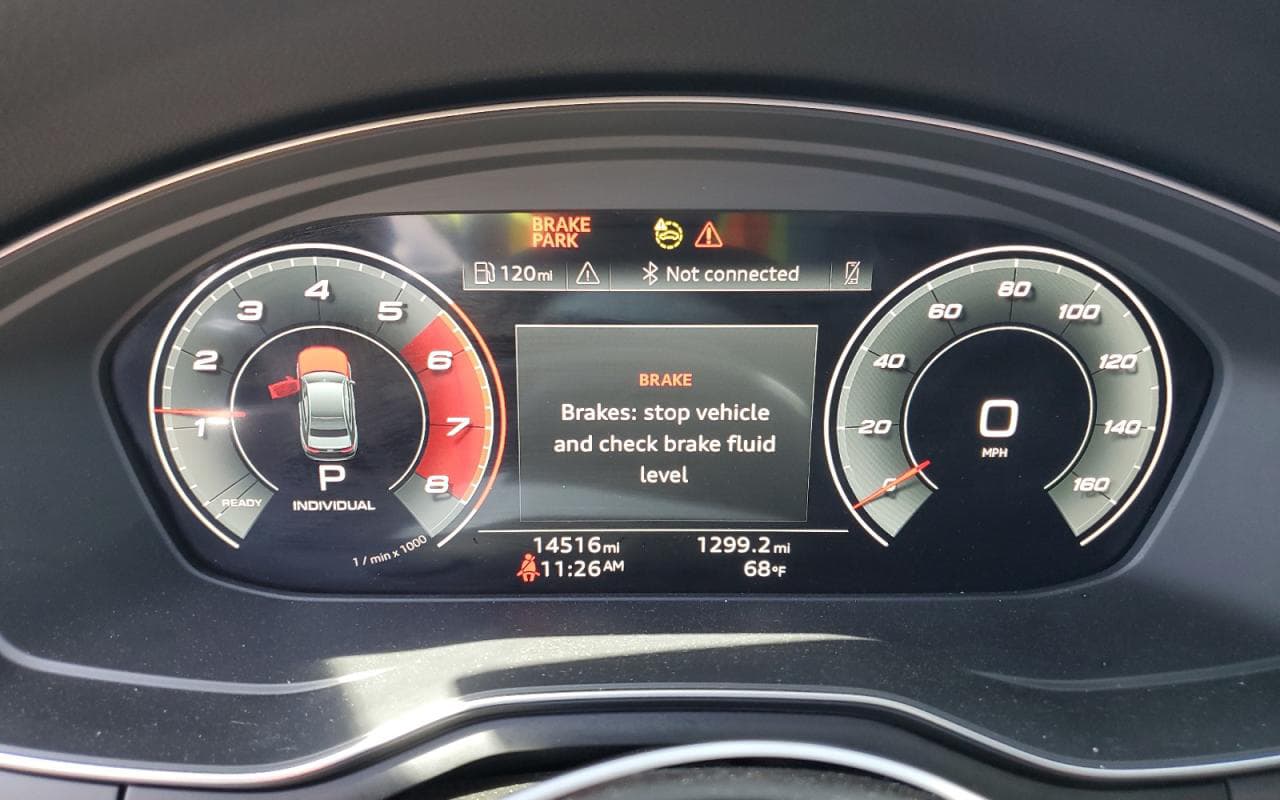 BRAKE
PARK
120mi
Not connected
1
2
3
4
5
6
7
8
READY
P
INDIVIDUAL
1 / min x 1000
BRAKE
Brakes: stop vehicle
and check brake fluid
level
14516mi 1299.2mi
11:26AM 68°F
0
20
40
60
80
100
120
140
160
0
MPH